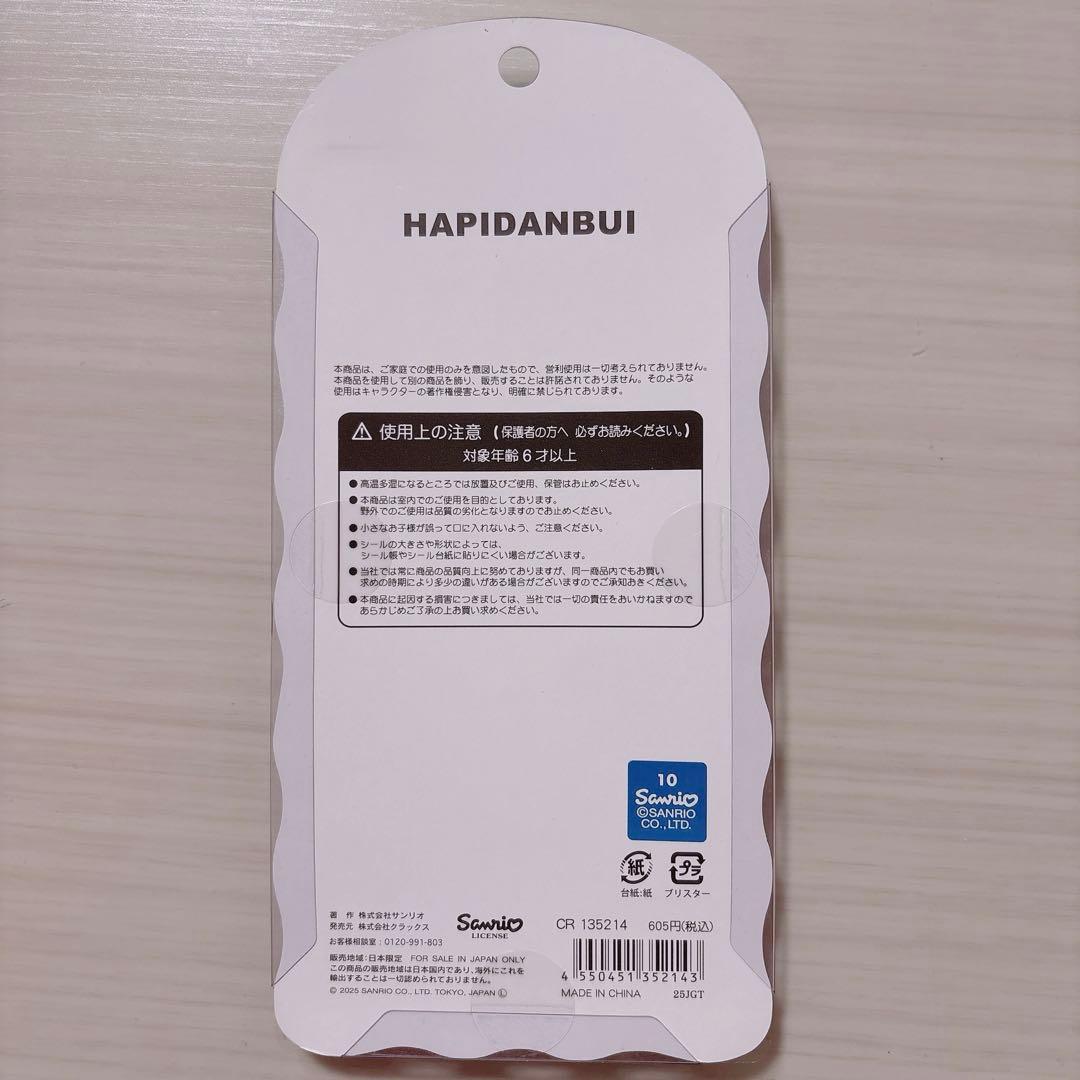 HAPIDANBUI
本商品は、ご家庭での使用のみを意図したもので、営利使用は一切考えられておりません。
本商品を使用して別の商品を飾り、販売することは許諾されておりません。そのような
使用はキャラクターの著作権侵害となり、明確に禁じられております。
⚠ 使用上の注意 (保護者の方へ 必ずお読みください。)
対象年齢6才以上
●高温多湿になるところでは放置及びご使用、保管はお止めください。
●本商品は室内でのご使用を目的としております。
野外でのご使用は品質の劣化となりますのでお止めください。
●小さなお子様が誤って口に入れないよう、ご注意ください。
●シールの大きさや形状によっては、
シール帳やシール台紙に貼りにくい場合がございます。
●当社では常に商品の品質向上に努めておりますが、同一商品内でもお買い
求めの時期により多少の違いがある場合がございますのでご承知おきください。
●本商品に起因する損害につきましては、当社では一切の責任をおいかねますので
あらかじめご了承の上お買い求めください。
10
Sanrio
©SANRIO
CO.,LTD.
紙
プラ
台紙:紙
ブリスター
著 作 株式会社サンリオ
発売元 株式会社クラックス
お客様相談室:0120-991-803
Sanrio
LICENSE
CR 135214
605円(税込)
販売地域:日本限定 FOR SALE IN JAPAN ONLY
この商品の販売地域は日本国内であり、海外にこれを
輸出することは一切認められておりません。
© 2025 SANRIO CO., LTD. TOKYO, JAPAN Ⓛ
4 550451 352143
MADE IN CHINA
25JGT